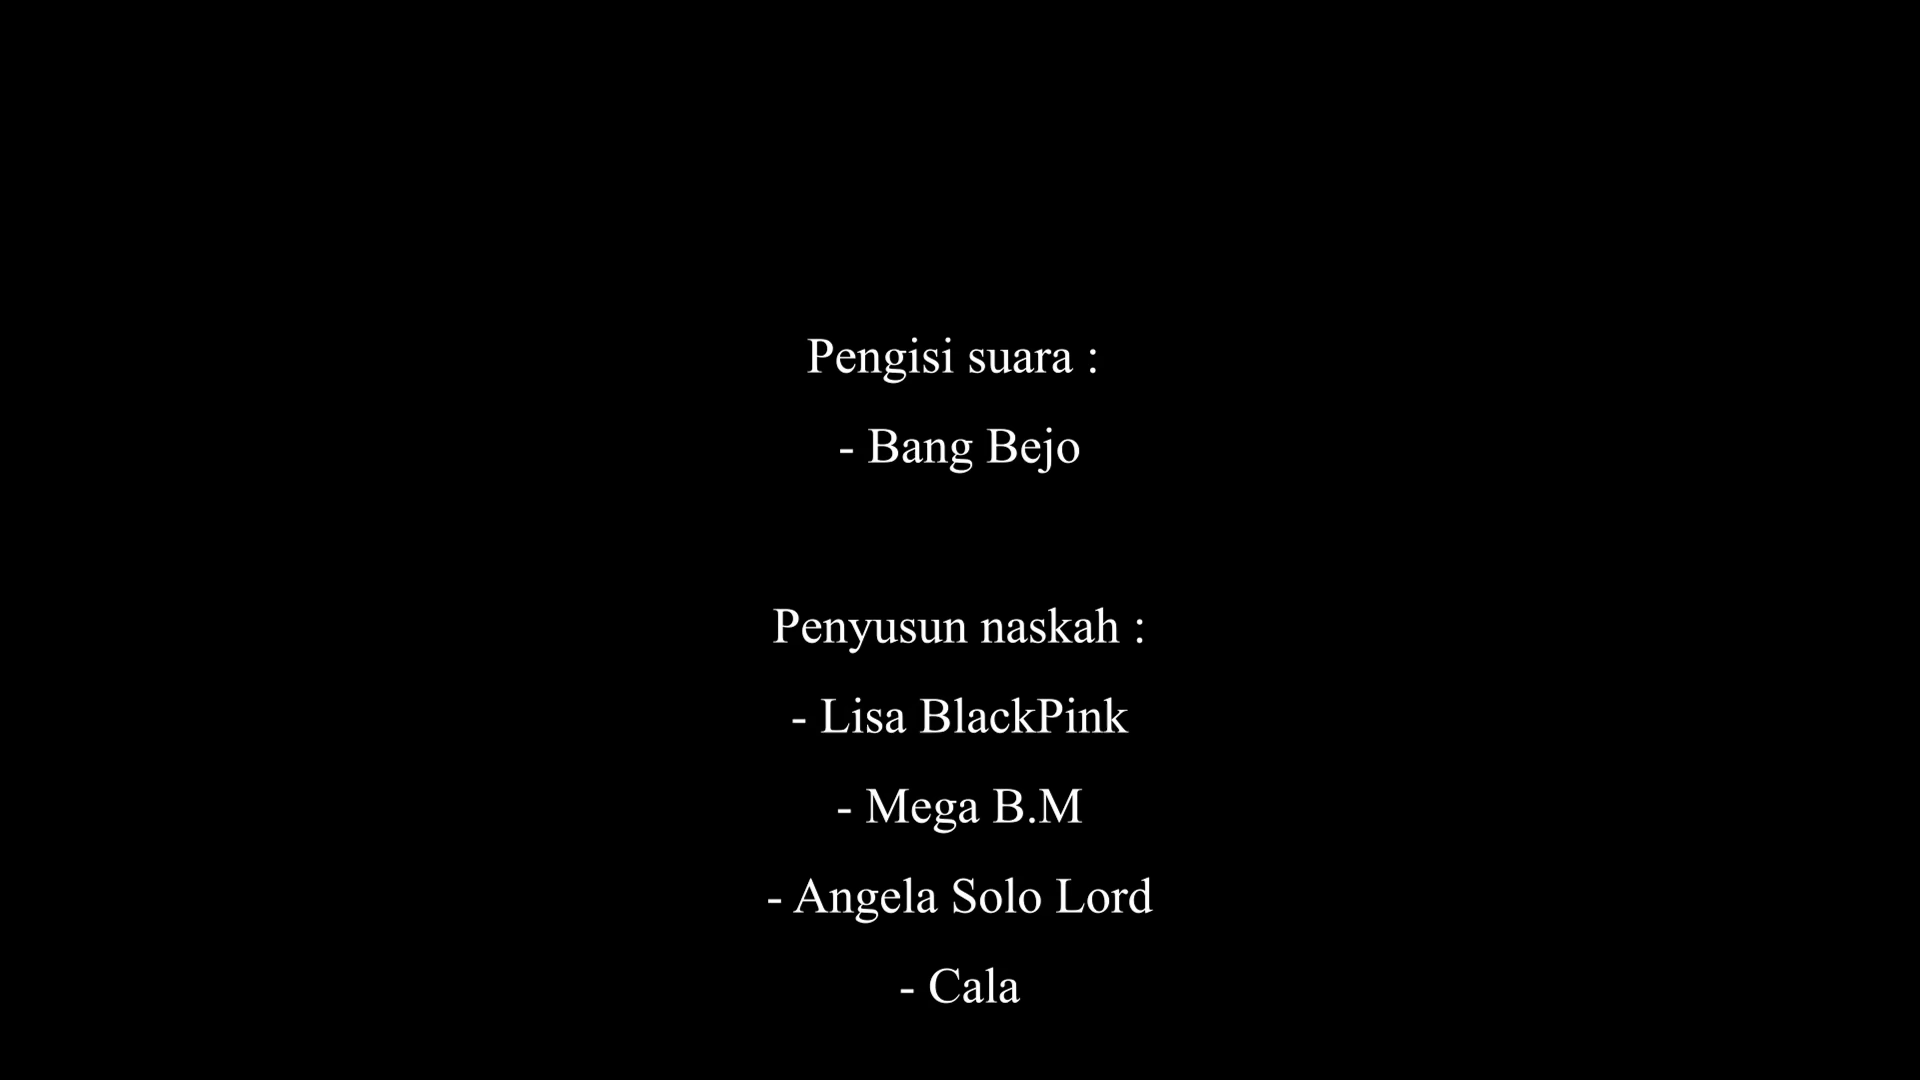 Pengisi suara :
- Bang Bejo
Penyusun naskah :
- Lisa BlackPink
- Mega B.M
- Angela Solo Lord
- Cala